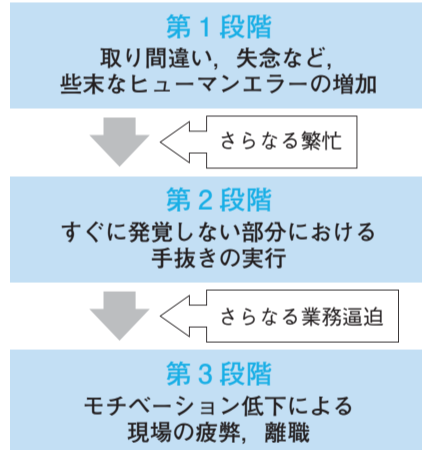 第1段階
取り間違い，失念など，
些末なヒューマンエラーの増加
さらなる繁忙
第2段階
すぐに発覚しない部分における
手抜きの実行
さらなる業務逼迫
第3段階
モチベーション低下による
現場の疲弊，離職